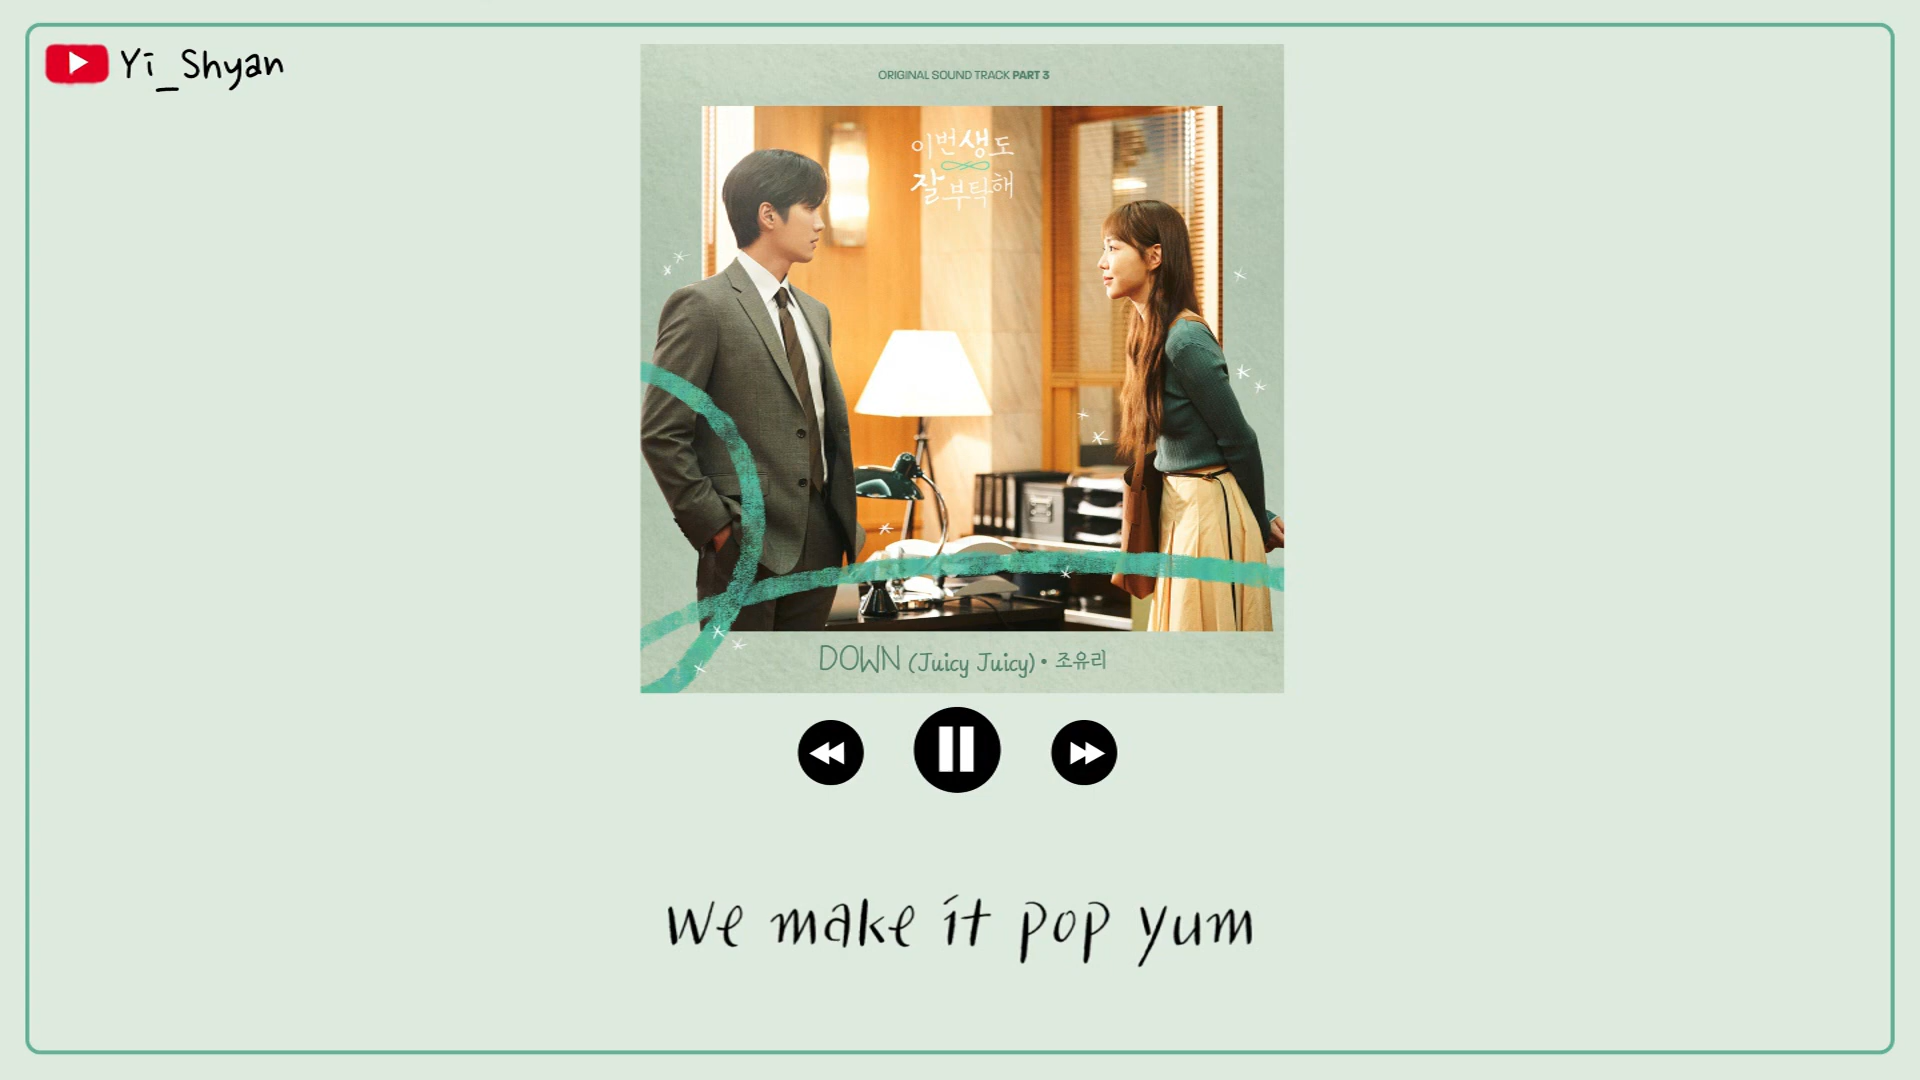 Yi_Shyan
ORIGINAL SOUND TRACK PART 3
이번생도
잘부탁해
DOWN (Juicy Juicy) • 조유리
We make it pop yum